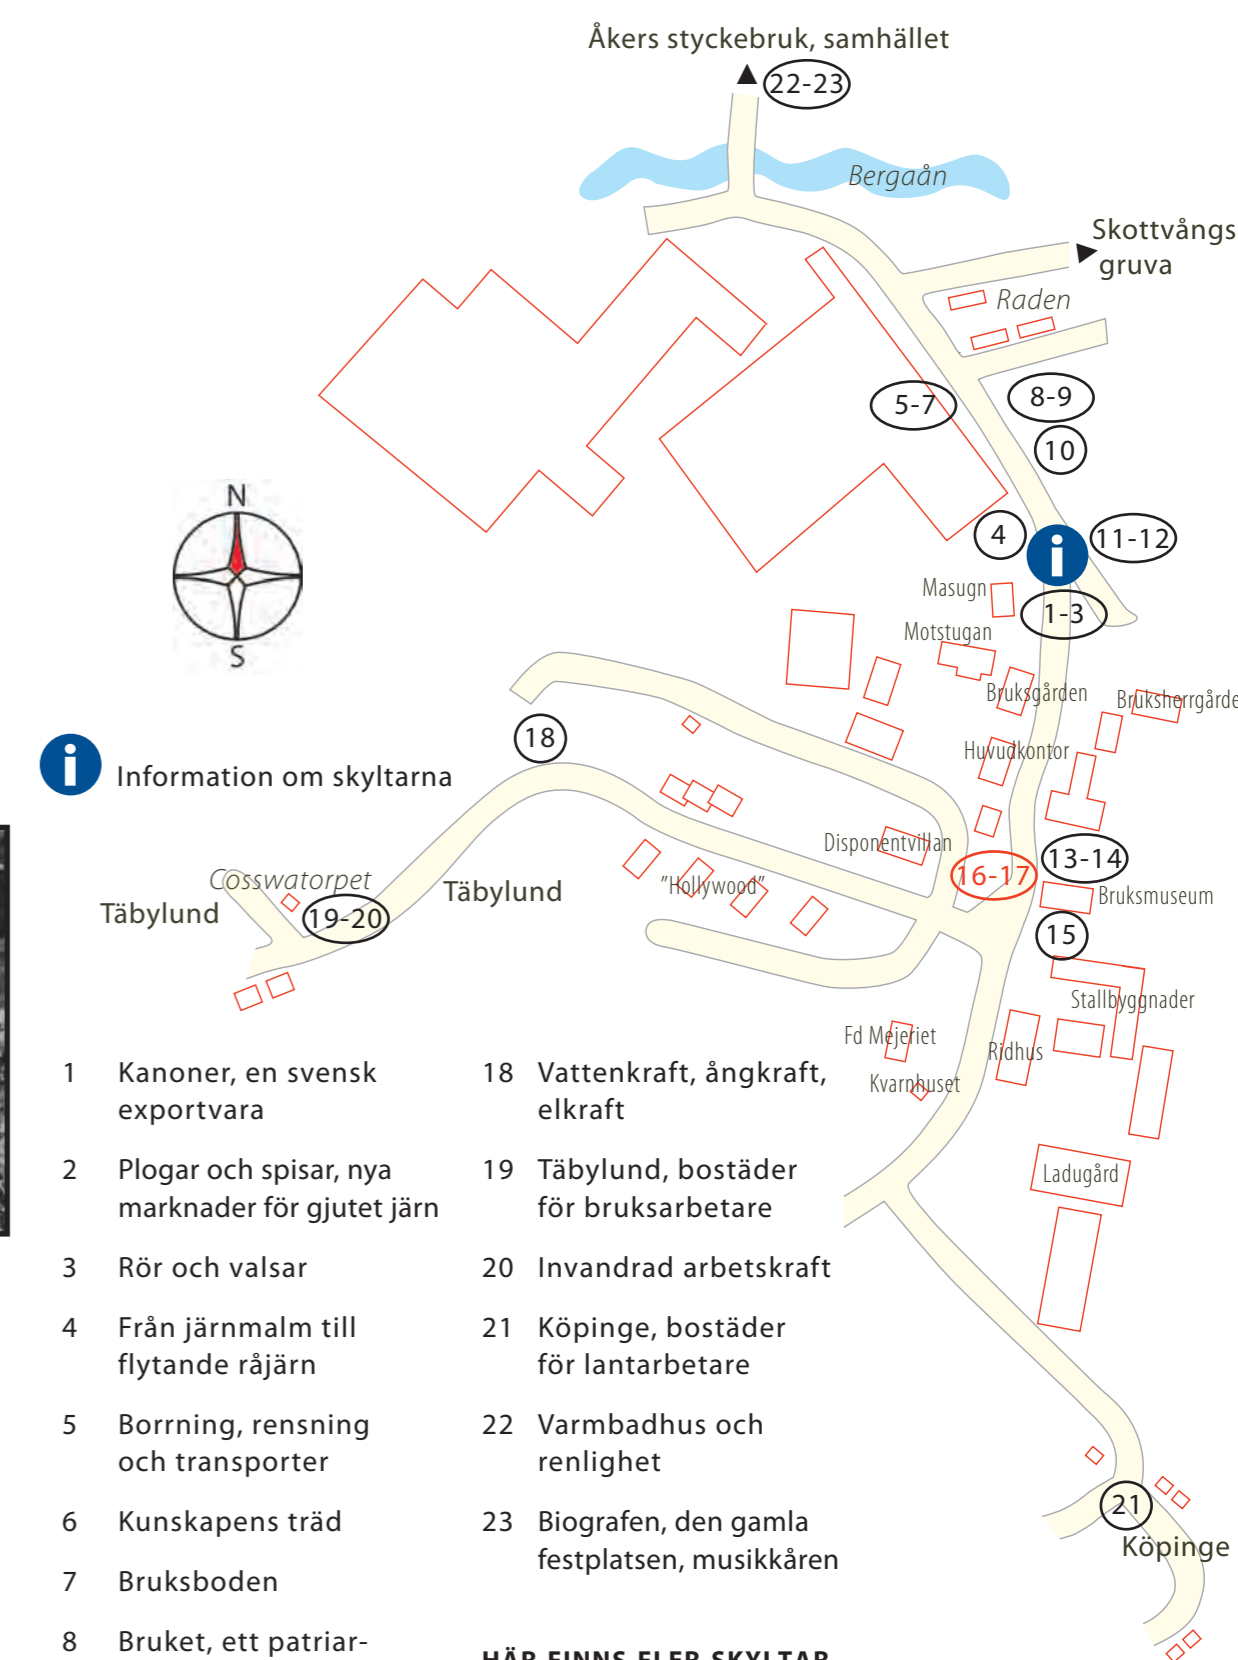 Åkers styckebruk, samhället
22-23
Bergaån
Skottvångs
gruva
Raden
5-7
8-9
10
4
i
11-12
N
S
Masugn
1-3
Motstugan
Bruksgården
Bruksherrgårde
18
Huvudkontor
i Information om skyltarna
Disponentvillan
13-14
16-17
"Hollywood"
Bruksmuseum
Cosswatorpet
Täbylund
Täbylund
19-20
15
Stallbyggnader
Fd Mejeriet
Ridhus
Kvarnhuset
Ladugård
21
Köpinge
1 Kanoner, en svensk
exportvara
2 Plogar och spisar, nya
marknader för gjutet järn
3 Rör och valsar
4 Från järnmalm till
flytande råjärn
5 Borrning, rensning
och transporter
6 Kunskapens träd
7 Bruksboden
8 Bruket, ett patriar-
18 Vattenkraft, ångkraft,
elkraft
19 Täbylund, bostäder
för bruksarbetare
20 Invandrad arbetskraft
21 Köpinge, bostäder
för lantarbetare
22 Varmbadhus och
renlighet
23 Biografen, den gamla
festplatsen, musikkåren
HÄR FINNS FLER SKYLTAR